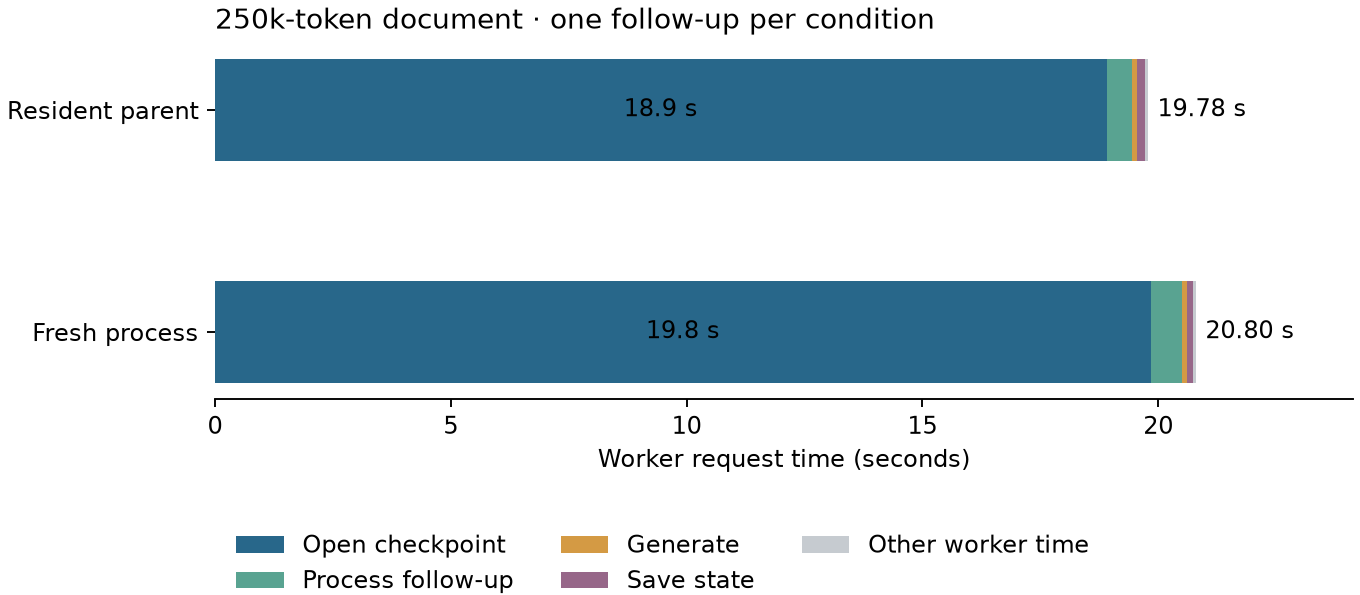 250k-token document · one follow-up per condition
Resident parent
18.9 s
19.78 s
Fresh process
19.8 s
20.80 s
0 5 10 15 20
Worker request time (seconds)
Open checkpoint Generate Other worker time
Process follow-up Save state